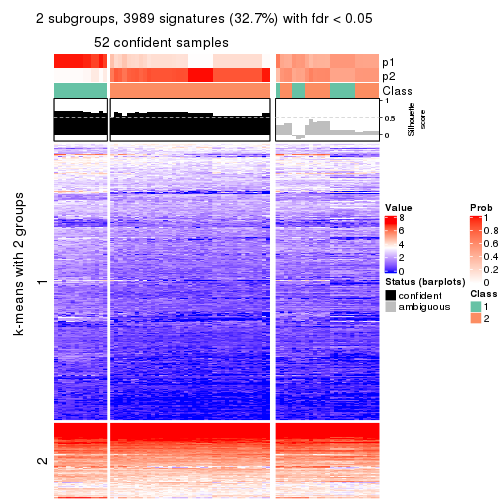 2 subgroups, 3989 signatures (32.7%) with fdr < 0.05
52 confident samples
p1
p2
Class
1
0.5
0
Silhouette
score
k-means with 2 groups
1
2
Value
8
6
4
2
0
Status (barplots)
confident
ambiguous
Prob
1
0.8
0.6
0.4
0.2
0
Class
1
2